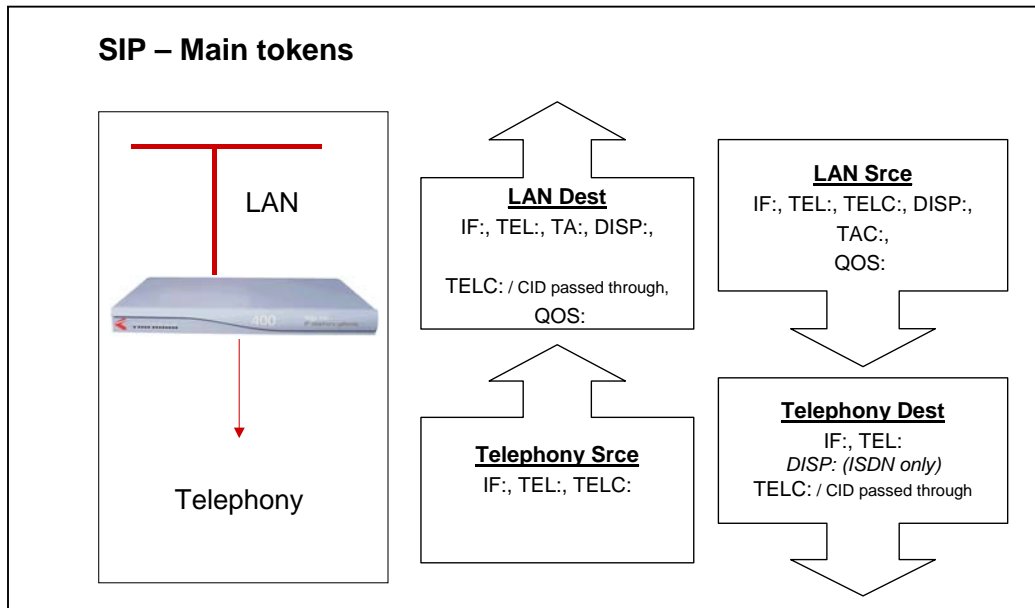 SIP – Main tokens
LAN
400
Telephony
LAN Dest
IF:, TEL:, TA:, DISP:,
TELC: / CID passed through,
QOS:
Telephony Srce
IF:, TEL:, TELC:
LAN Srce
IF:, TEL:, TELC:, DISP:,
TAC:,
QOS:
Telephony Dest
IF:, TEL:
DISP: (ISDN only)
TELC: / CID passed through